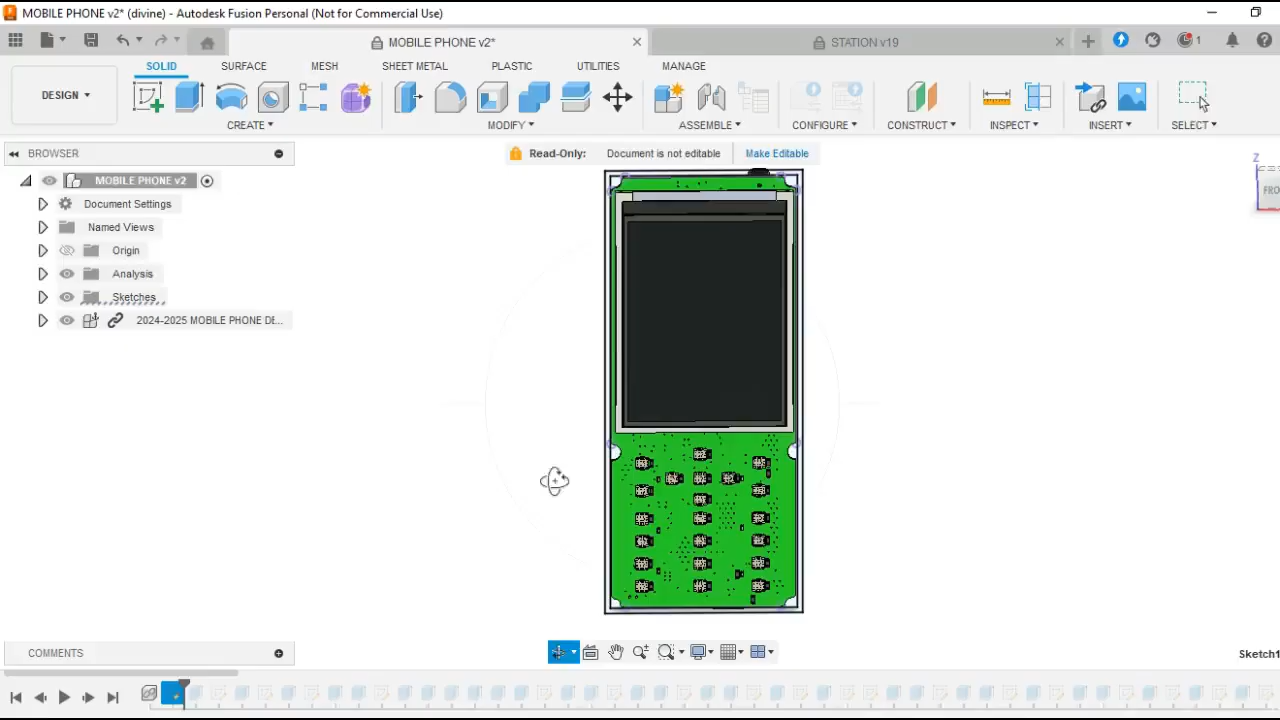 MOBILE PHONE v2* (divine) - Autodesk Fusion Personal (Not for Commercial Use)
MOBILE PHONE v2*
STATION v19
1
SOLID
SURFACE
MESH
SHEET METAL
PLASTIC
UTILITIES
MANAGE
DESIGN
CREATE
MODIFY
ASSEMBLE
CONFIGURE
CONSTRUCT
INSPECT
INSERT
SELECT
BROWSER
Read-Only:
Document is not editable
Make Editable
Z
FRO
MOBILE PHONE v2
Document Settings
Named Views
Origin
Analysis
Sketches
2024-2025 MOBILE PHONE DE...
COMMENTS
Sketch1